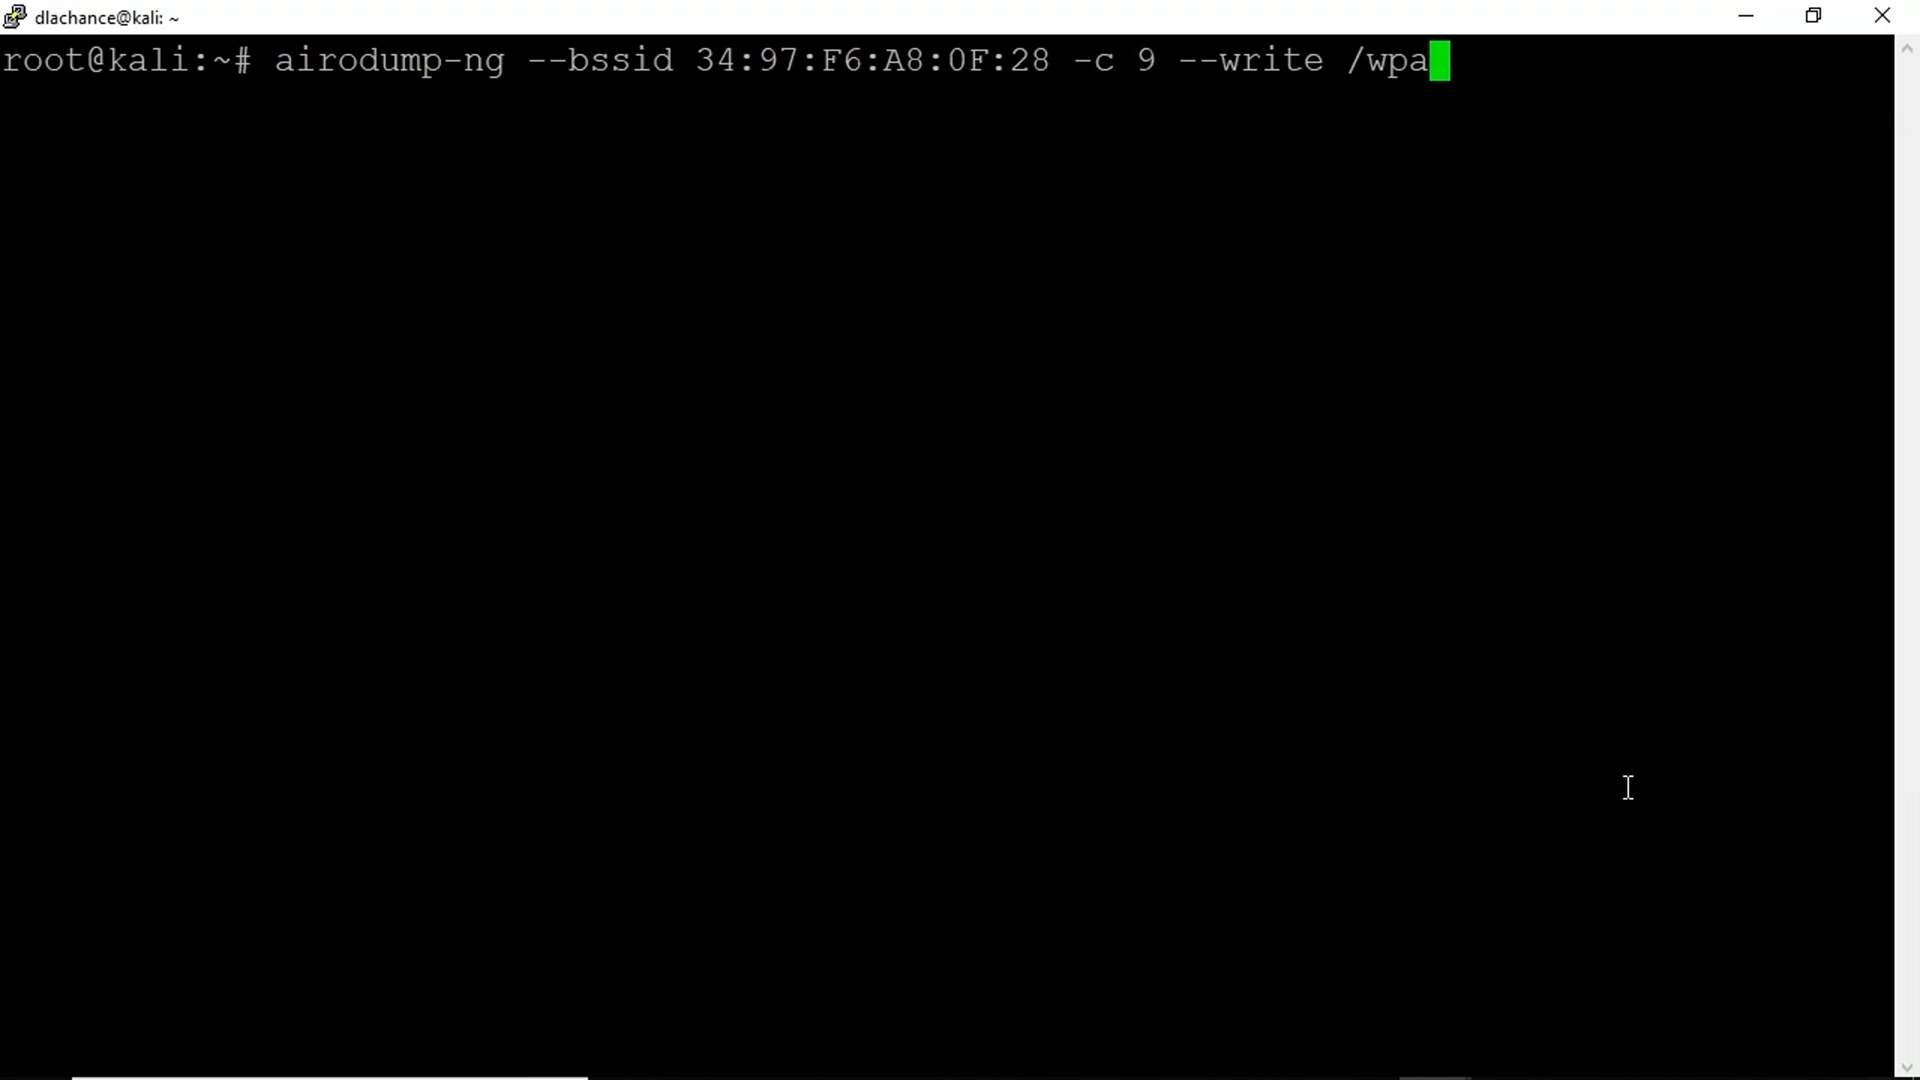 dlachance@kali: ~
root@kali:~# airodump-ng --bssid 34:97:F6:A8:0F:28 -c 9 --write /wpa